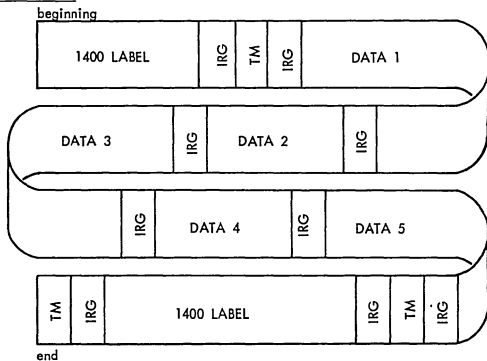 beginning
1400 LABEL IRG TM IRG DATA 1
DATA 3 IRG DATA 2 IRG
IRG DATA 4 IRG DATA 5
TM IRG 1400 LABEL IRG TM IRG
end